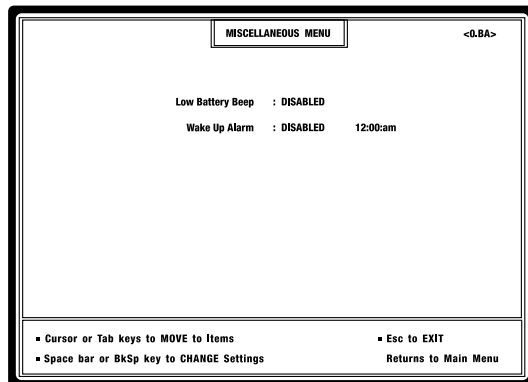 MISCELLANEOUS MENU <0.BA>
Low Battery Beep : DISABLED
Wake Up Alarm : DISABLED 12:00:am
▪ Cursor or Tab keys to MOVE to Items ▪ Esc to EXIT
▪ Space bar or BkSp key to CHANGE Settings Returns to Main Menu